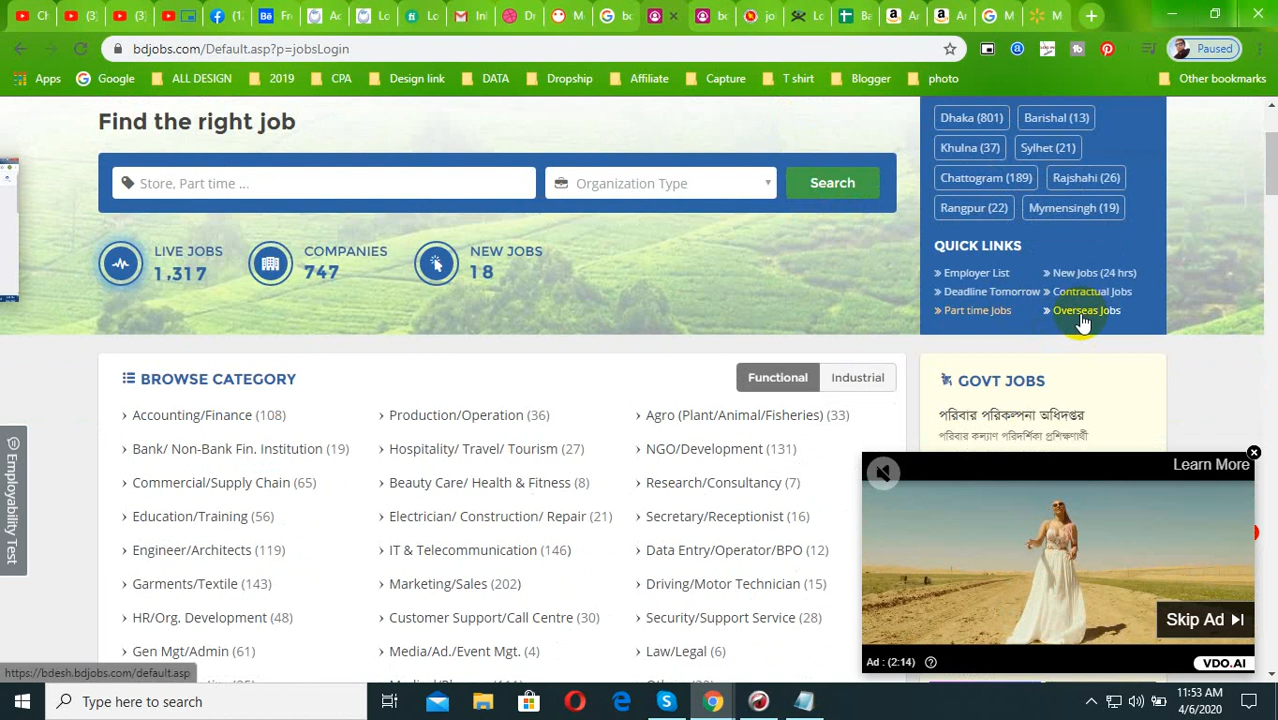 bdjobs.com/Default.asp?p=jobsLogin
Paused
Apps
Google
ALL DESIGN
2019
CPA
Design link
DATA
Dropship
Affiliate
Capture
T shirt
Blogger
photo
Other bookmarks
Find the right job
Store, Part time ...
Organization Type
Search
LIVE JOBS
1,317
COMPANIES
747
NEW JOBS
18
Dhaka (801)
Barishal (13)
Khulna (37)
Sylhet (21)
Chattogram (189)
Rajshahi (26)
Rangpur (22)
Mymensingh (19)
QUICK LINKS
» Employer List
» New Jobs (24 hrs)
» Deadline Tomorrow
» Contractual Jobs
» Part time Jobs
» Overseas Jobs
BROWSE CATEGORY
Functional
Industrial
› Accounting/Finance (108)
› Production/Operation (36)
› Agro (Plant/Animal/Fisheries) (33)
› Bank/ Non-Bank Fin. Institution (19)
› Hospitality/ Travel/ Tourism (27)
› NGO/Development (131)
› Commercial/Supply Chain (65)
› Beauty Care/ Health & Fitness (8)
› Research/Consultancy (7)
› Education/Training (56)
› Electrician/ Construction/ Repair (21)
› Secretary/Receptionist (16)
› Engineer/Architects (119)
› IT & Telecommunication (146)
› Data Entry/Operator/BPO (12)
› Garments/Textile (143)
› Marketing/Sales (202)
› Driving/Motor Technician (15)
› HR/Org. Development (48)
› Customer Support/Call Centre (30)
› Security/Support Service (28)
› Gen Mgt/Admin (61)
› Media/Ad./Event Mgt. (4)
› Law/Legal (6)
GOVT JOBS
পরিবার পরিকল্পনা অধিদপ্তর
পরিবার কল্যাণ পরিদর্শিকা প্রশিক্ষণার্থী
Learn More
Skip Ad
Ad : (2:14)
VDO.AI
Employability Test
https://bdesh.bdjobs.com/default.asp
Type here to search
11:53 AM
4/6/2020